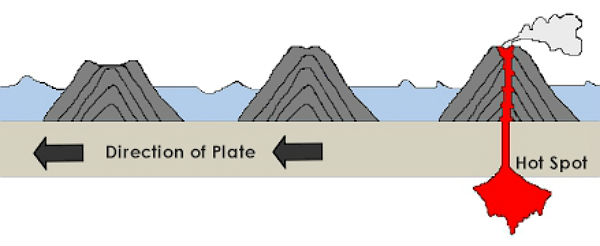 Direction of Plate
Hot Spot